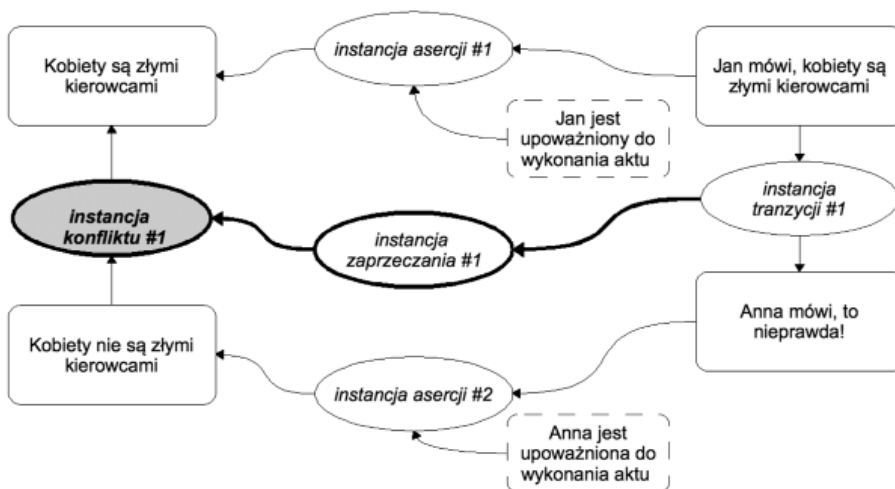 Kobiety są złymi
kierowcami
instancja asercji #1
Jan mówi, kobiety są
złymi kierowcami
Jan jest
upoważniony do
wykonania aktu
instancja
konfliktu #1
instancja
zaprzeczania #1
instancja
tranzycji #1
Kobiety nie są złymi
kierowcami
instancja asercji #2
Anna mówi, to
nieprawda!
Anna jest
upoważniona do
wykonania aktu